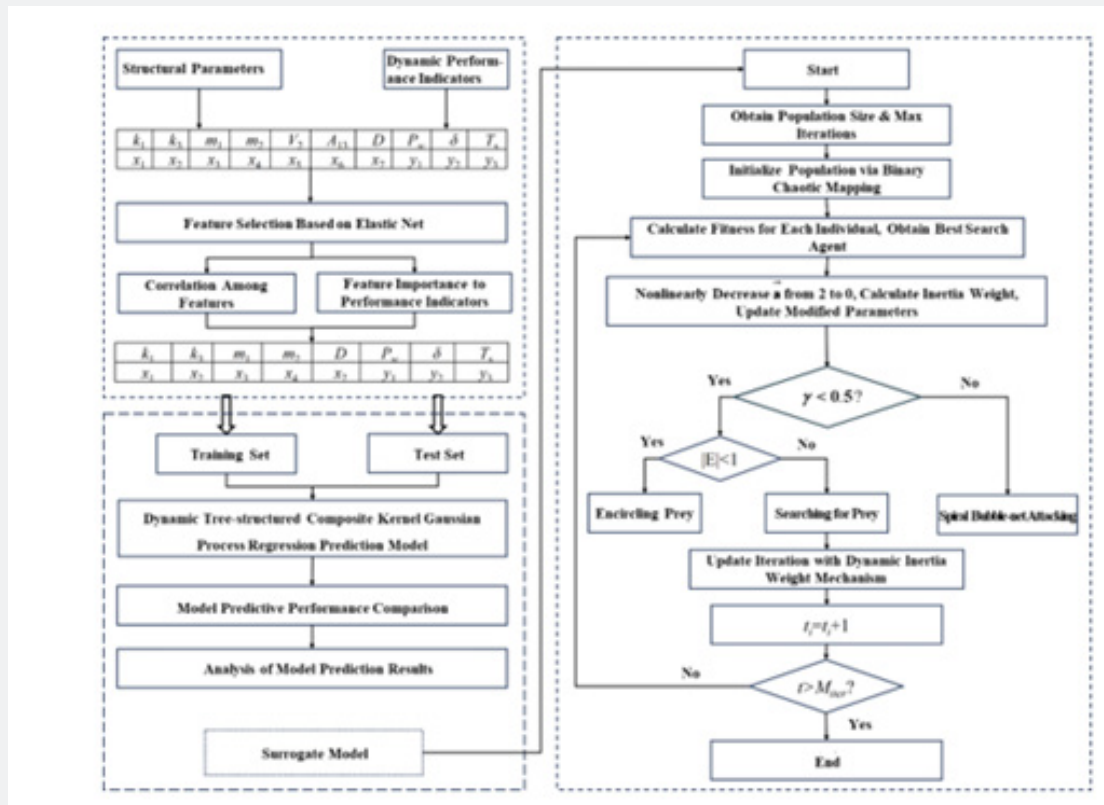 Structural Parameters
Dynamic Perform-
ance Indicators
k₁ k₃ m₁ m₂ V₂ A₁₃ D P δ T
x₁ x₂ x₃ x₄ x₅ x₆ x₇ y₁ y₂ y₃
Feature Selection Based on Elastic Net
Correlation Among
Features
Feature Importance to
Performance Indicators
k₁ k₃ m₁ m₂ D P δ T
x₁ x₂ x₃ x₄ x₇ y₁ y₂ y₃
Training Set
Test Set
Dynamic Tree-structured Composite Kernel Gaussian
Process Regression Prediction Model
Model Predictive Performance Comparison
Analysis of Model Prediction Results
Surrogate Model
Start
Obtain Population Size & Max
Iterations
Initialize Population via Binary
Chaotic Mapping
Calculate Fitness for Each Individual, Obtain Best Search
Agent
Nonlinearly Decrease a⃗ from 2 to 0, Calculate Inertia Weight,
Update Modified Parameters
Yes
γ < 0.5?
No
Yes
|E|<1
No
Encircling Prey
Searching for Prey
Spiral Bubble-net Attacking
Update Iteration with Dynamic Inertia
Weight Mechanism
tᵢ=tᵢ+1
No
t>Mᵢₜₑᵣ?
Yes
End